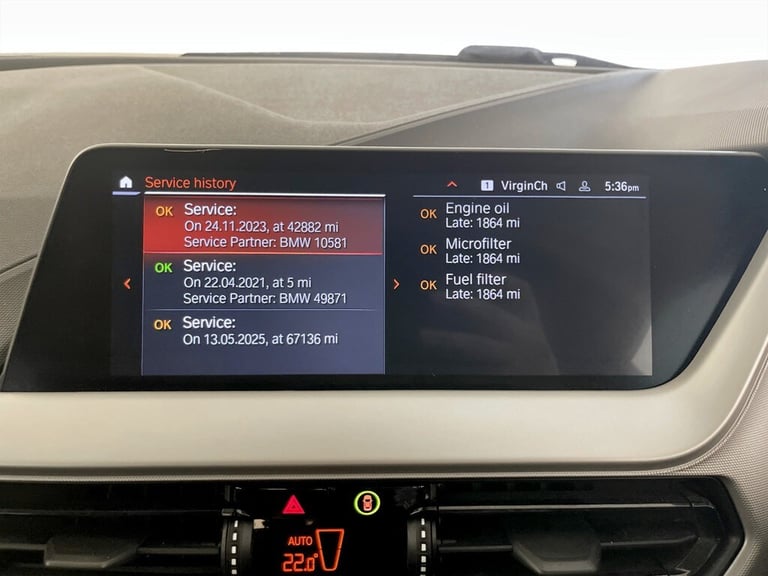 Service history
1 VirginCh 5:36pm
OK Service:
On 24.11.2023, at 42882 mi
Service Partner: BMW 10581
OK Service:
On 22.04.2021, at 5 mi
Service Partner: BMW 49871
OK Service:
On 13.05.2025, at 67136 mi
OK Engine oil
Late: 1864 mi
OK Microfilter
Late: 1864 mi
OK Fuel filter
Late: 1864 mi
AUTO
22.0°